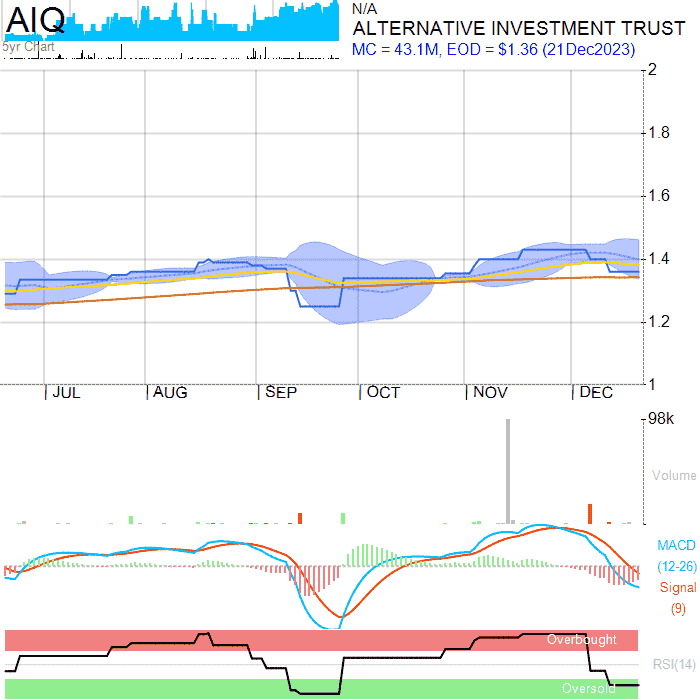 AIQ
5yr Chart
N/A
ALTERNATIVE INVESTMENT TRUST
MC = 43.1M, EOD = $1.36 (21Dec2023)
2
1.8
1.6
1.4
1.2
1
JUL AUG SEP OCT NOV DEC
98k
Volume
MACD
(12-26)
Signal
(9)
Overbought
RSI(14)
Oversold